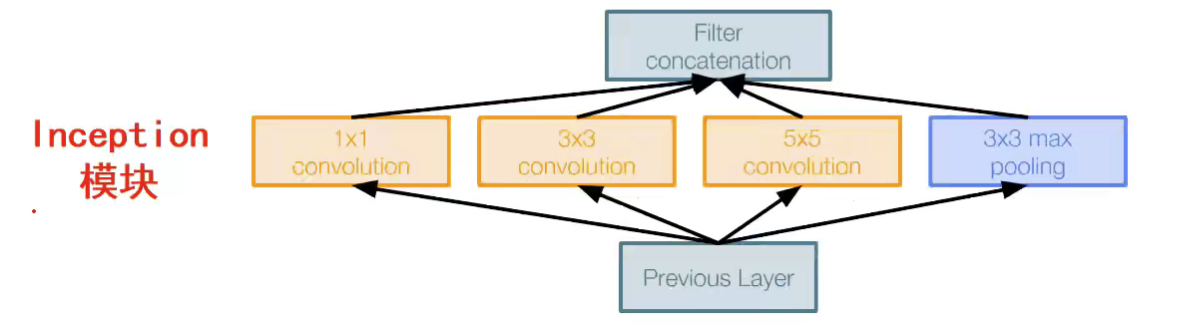 Filter
concatenation
Inception
模块
1x1
convolution
3x3
convolution
5x5
convolution
3x3 max
pooling
Previous Layer